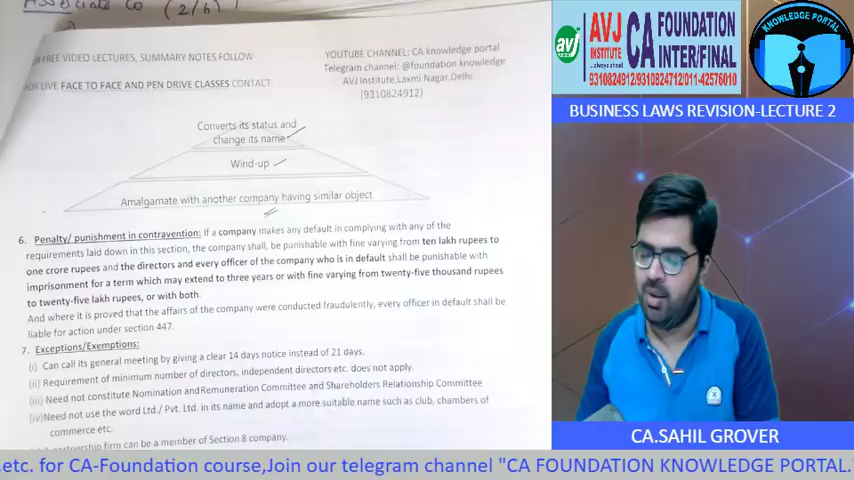 Associate co (2/6)
FREE VIDEO LECTURES, SUMMARY NOTES FOLLOW
FOR LIVE FACE TO FACE AND PEN DRIVE CLASSES CONTACT
YOUTUBE CHANNEL: CA knowledge portal
Telegram channel: @foundation knowledge
AVJ Institute,Laxmi Nagar,Delhi
(9310824912)
Converts its status and
change its name
Wind-up
Amalgamate with another company having similar object
6. Penalty/ punishment in contravention: If a company makes any default in complying with any of the
requirements laid down in this section, the company shall, be punishable with fine varying from ten lakh rupees to
one crore rupees and the directors and every officer of the company who is in default shall be punishable with
imprisonment for a term which may extend to three years or with fine varying from twenty-five thousand rupees
to twenty-five lakh rupees, or with both.
And where it is proved that the affairs of the company were conducted fraudulently, every officer in default shall be
liable for action under section 447.
7. Exceptions/Exemptions:
(i) Can call its general meeting by giving a clear 14 days notice instead of 21 days.
(ii) Requirement of minimum number of directors, independent directors etc. does not apply.
(iii) Need not constitute Nomination and Remuneration Committee and Shareholders Relationship Committee
(iv) Need not use the word Ltd./ Pvt. Ltd. in its name and adopt a more suitable name such as club, chambers of
commerce etc.
partnership firm can be a member of Section 8 company.
avj
AVJ
INSTITUTE
...always ahead
CA
FOUNDATION
INTER/FINAL
9310824912/9310824712/011-42576010
KNOWLEDGE PORTAL
BUSINESS LAWS REVISION-LECTURE 2
CA.SAHIL GROVER
.etc. for CA-Foundation course,Join our telegram channel "CA FOUNDATION KNOWLEDGE PORTAL."